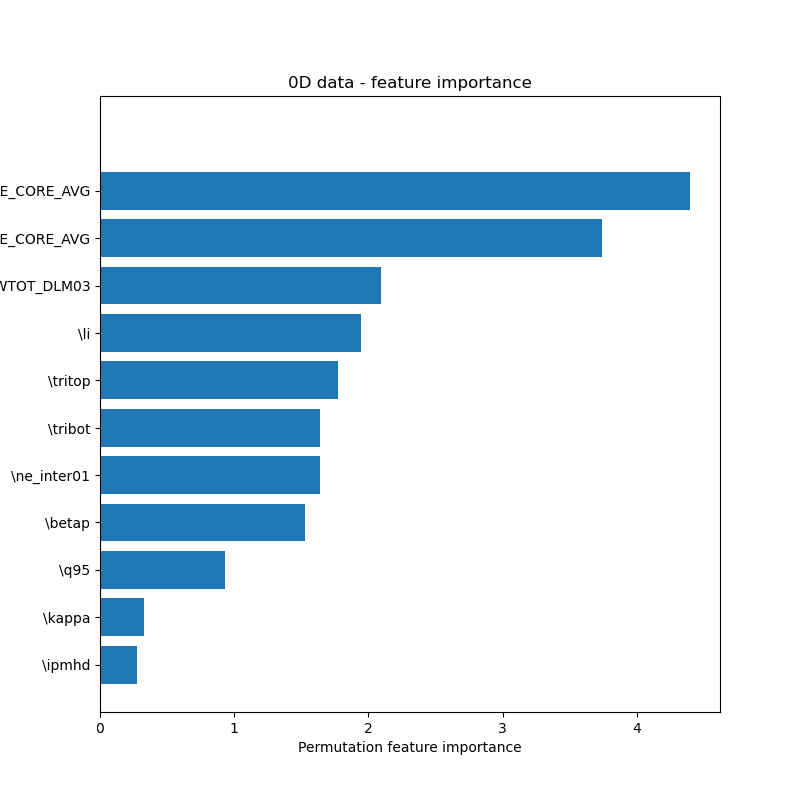 0D data - feature importance
E_CORE_AVG
E_CORE_AVG
WTOT_DLM03
\li
\tritop
\tribot
\ne_inter01
\betap
\q95
\kappa
\ipmhd
0 1 2 3 4
Permutation feature importance